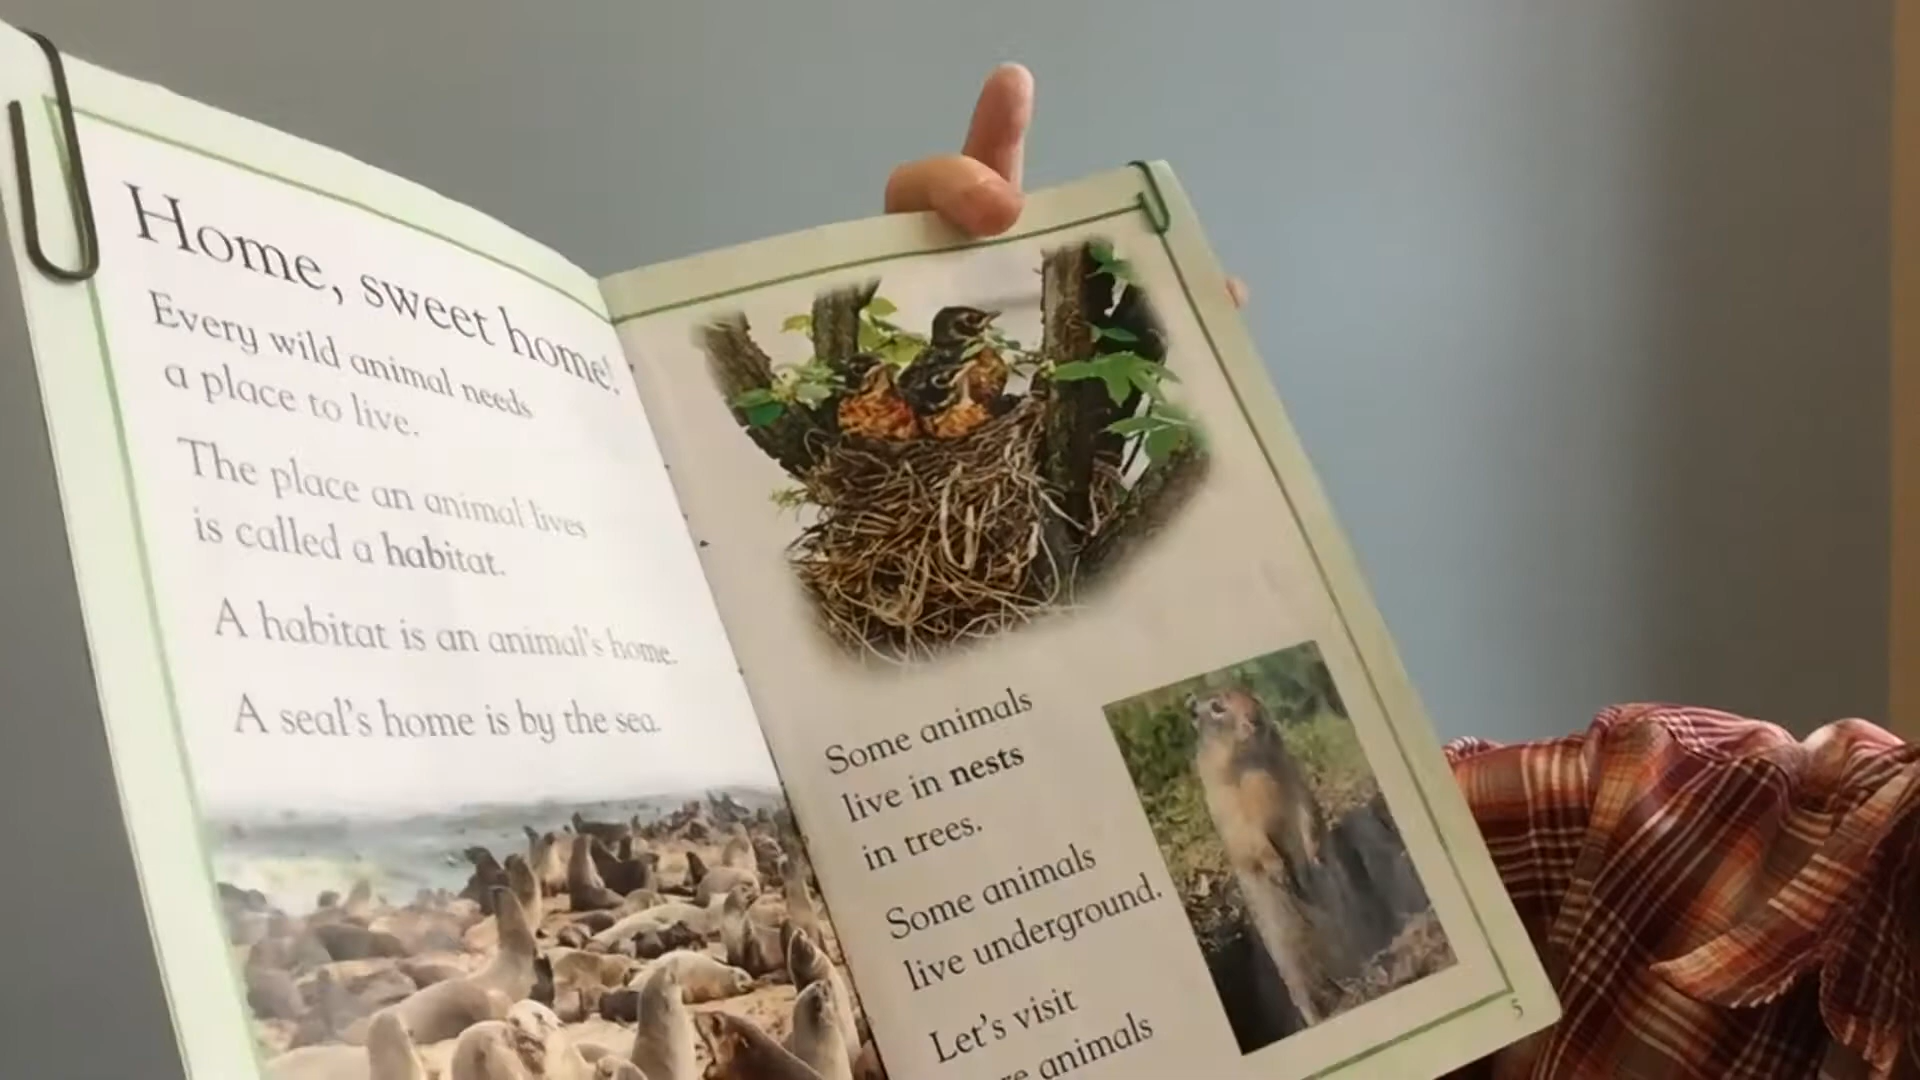 Home, sweet home!
Every wild animal needs
a place to live.
The place an animal lives
is called a habitat.
A habitat is an animal's home.
A seal's home is by the sea.
Some animals
live in nests
in trees.
Some animals
live underground.
Let's visit
animals
5